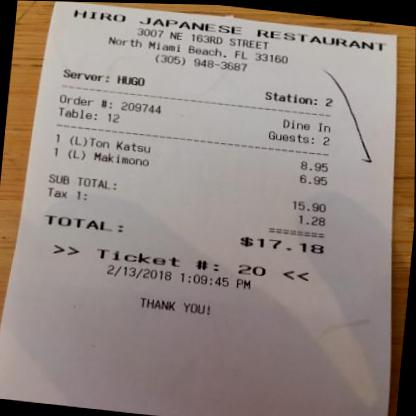 HIRO JAPANESE RESTAURANT
3007 NE 163RD STREET
North Miami Beach, FL 33160
(305) 948-3687
Server: HUGO Station: 2
Order #: 209744 Dine In
Table: 12 Guests: 2
1 (L)Ton Katsu 8.95
1 (L) Makimono 6.95
SUB TOTAL: 15.90
Tax 1: 1.28
========
TOTAL: $17.18
>> Ticket #: 20 <<
2/13/2018 1:09:45 PM
THANK YOU!